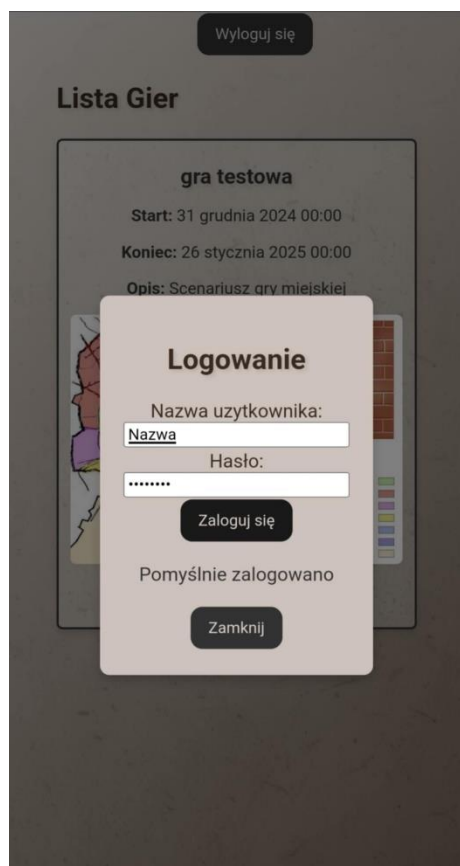 Wyloguj się
Lista Gier
gra testowa
Start: 31 grudnia 2024 00:00
Koniec: 26 stycznia 2025 00:00
Opis: Scenariusz gry miejskiej
Logowanie
Nazwa uzytkownika:
Nazwa
Hasło:
••••••••
Zaloguj się
Pomyślnie zalogowano
Zamknij